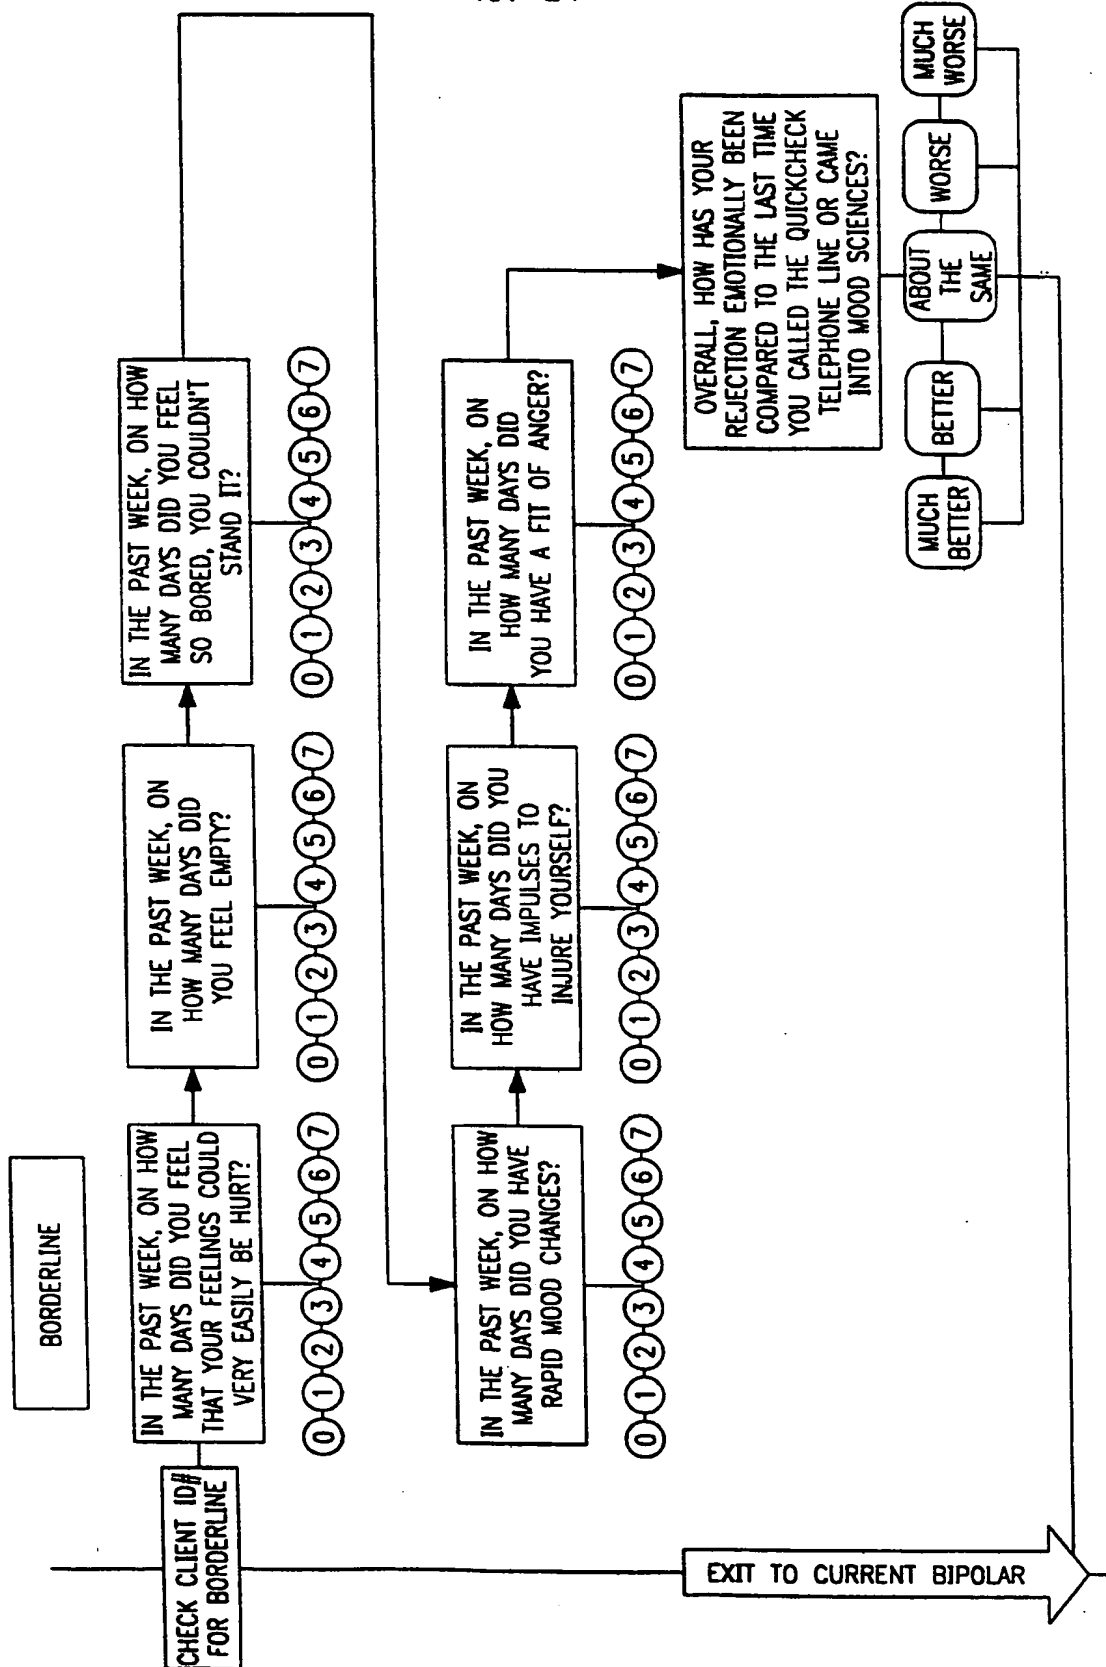 BORDERLINE
CHECK CLIENT ID#
FOR BORDERLINE
IN THE PAST WEEK, ON HOW
MANY DAYS DID YOU FEEL
THAT YOUR FEELINGS COULD
VERY EASILY BE HURT?
0 1 2 3 4 5 6 7
IN THE PAST WEEK, ON
HOW MANY DAYS DID
YOU FEEL EMPTY?
0 1 2 3 4 5 6 7
IN THE PAST WEEK, ON HOW
MANY DAYS DID YOU FEEL
SO BORED, YOU COULDN'T
STAND IT?
0 1 2 3 4 5 6 7
IN THE PAST WEEK, ON HOW
MANY DAYS DID YOU HAVE
RAPID MOOD CHANGES?
0 1 2 3 4 5 6 7
IN THE PAST WEEK, ON
HOW MANY DAYS DID YOU
HAVE IMPULSES TO
INJURE YOURSELF?
0 1 2 3 4 5 6 7
IN THE PAST WEEK, ON
HOW MANY DAYS DID
YOU HAVE A FIT OF ANGER?
0 1 2 3 4 5 6 7
OVERALL, HOW HAS YOUR
REJECTION EMOTIONALLY BEEN
COMPARED TO THE LAST TIME
YOU CALLED THE QUICKCHECK
TELEPHONE LINE OR CAME
INTO MOOD SCIENCES?
MUCH
BETTER
BETTER
ABOUT
THE
SAME
WORSE
MUCH
WORSE
EXIT TO CURRENT BIPOLAR